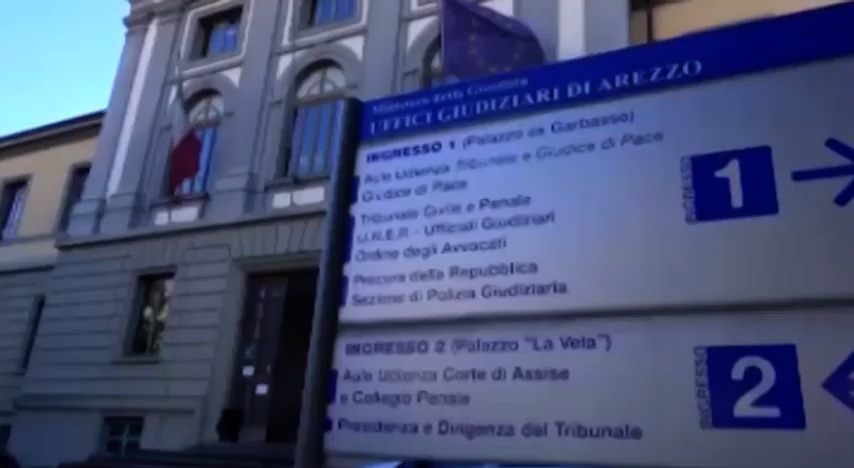 Ministero della Giustizia
UFFICI GIUDIZIARI DI AREZZO
INGRESSO 1 (Palazzo ex Garbasso)
Aule Udienza Tribunale e Giudice di Pace
Giudice di Pace
Tribunale Civile e Penale
U.N.E.P. - Ufficiali Giudiziari
Ordine degli Avvocati
Procura della Repubblica
Sezione di Polizia Giudiziaria
INGRESSO 1
INGRESSO 2 (Palazzo "La Vela")
Aule Udienza Corte di Assise
e Collegio Penale
Presidenza e Dirigenza del Tribunale
INGRESSO 2